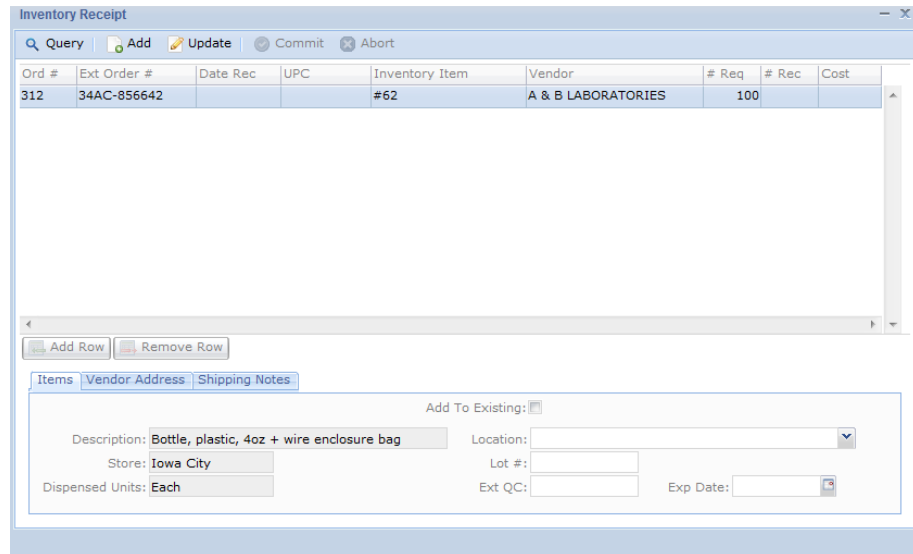 Inventory Receipt
Query Add Update Commit Abort
Ord # Ext Order # Date Rec UPC Inventory Item Vendor # Req # Rec Cost
312 34AC-856642 #62 A & B LABORATORIES 100
Add Row Remove Row
Items Vendor Address Shipping Notes
Add To Existing:
Description: Bottle, plastic, 4oz + wire enclosure bag Location:
Store: Iowa City Lot #:
Dispensed Units: Each Ext QC: Exp Date: